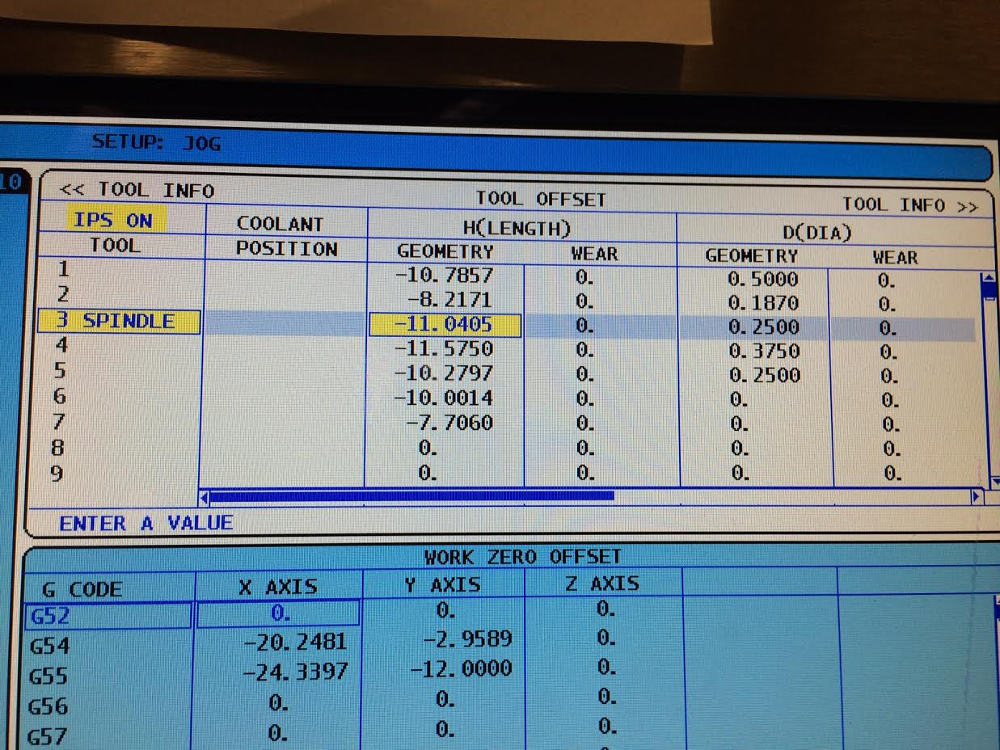 SETUP: JOG
10
<< TOOL INFO TOOL OFFSET TOOL INFO >>
IPS ON COOLANT H(LENGTH) D(DIA)
TOOL POSITION GEOMETRY WEAR GEOMETRY WEAR
1 -10.7857 0. 0.5000 0.
2 -8.2171 0. 0.1870 0.
3 SPINDLE -11.0405 0. 0.2500 0.
4 -11.5750 0. 0.3750 0.
5 -10.2797 0. 0.2500 0.
6 -10.0014 0. 0. 0.
7 -7.7060 0. 0. 0.
8 0. 0. 0. 0.
9 0. 0. 0. 0.
ENTER A VALUE
WORK ZERO OFFSET
G CODE X AXIS Y AXIS Z AXIS
G52 0. 0. 0.
G54 -20.2481 -2.9589 0.
G55 -24.3397 -12.0000 0.
G56 0. 0. 0.
G57 0. 0. 0.